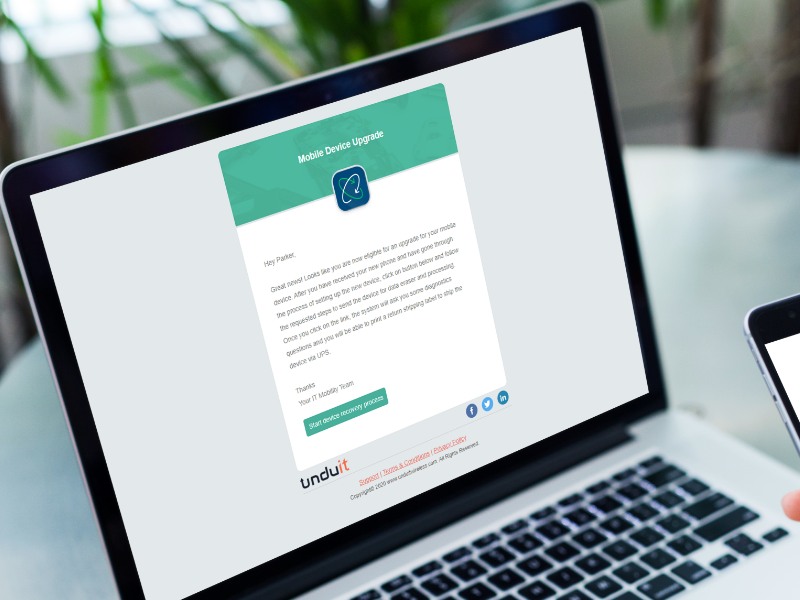 Mobile Device Upgrade
Hey Parker,
Great news! Looks like you are now eligible for an upgrade for your mobile
device. After you have received your new phone and have gone through
the process of setting up the new device, click on button below and follow
the requested steps to send the device for data eraser and processing.
Once you click on the link, the system will ask you some diagnostics
questions and you will be able to print a return shipping label to ship the
device via UPS.
Thanks
Your IT Mobility Team
Start device recovery process
f
in
unduit
Support | Terms & Conditions | Privacy Policy
Copyright© 2020 All Rights Reserved